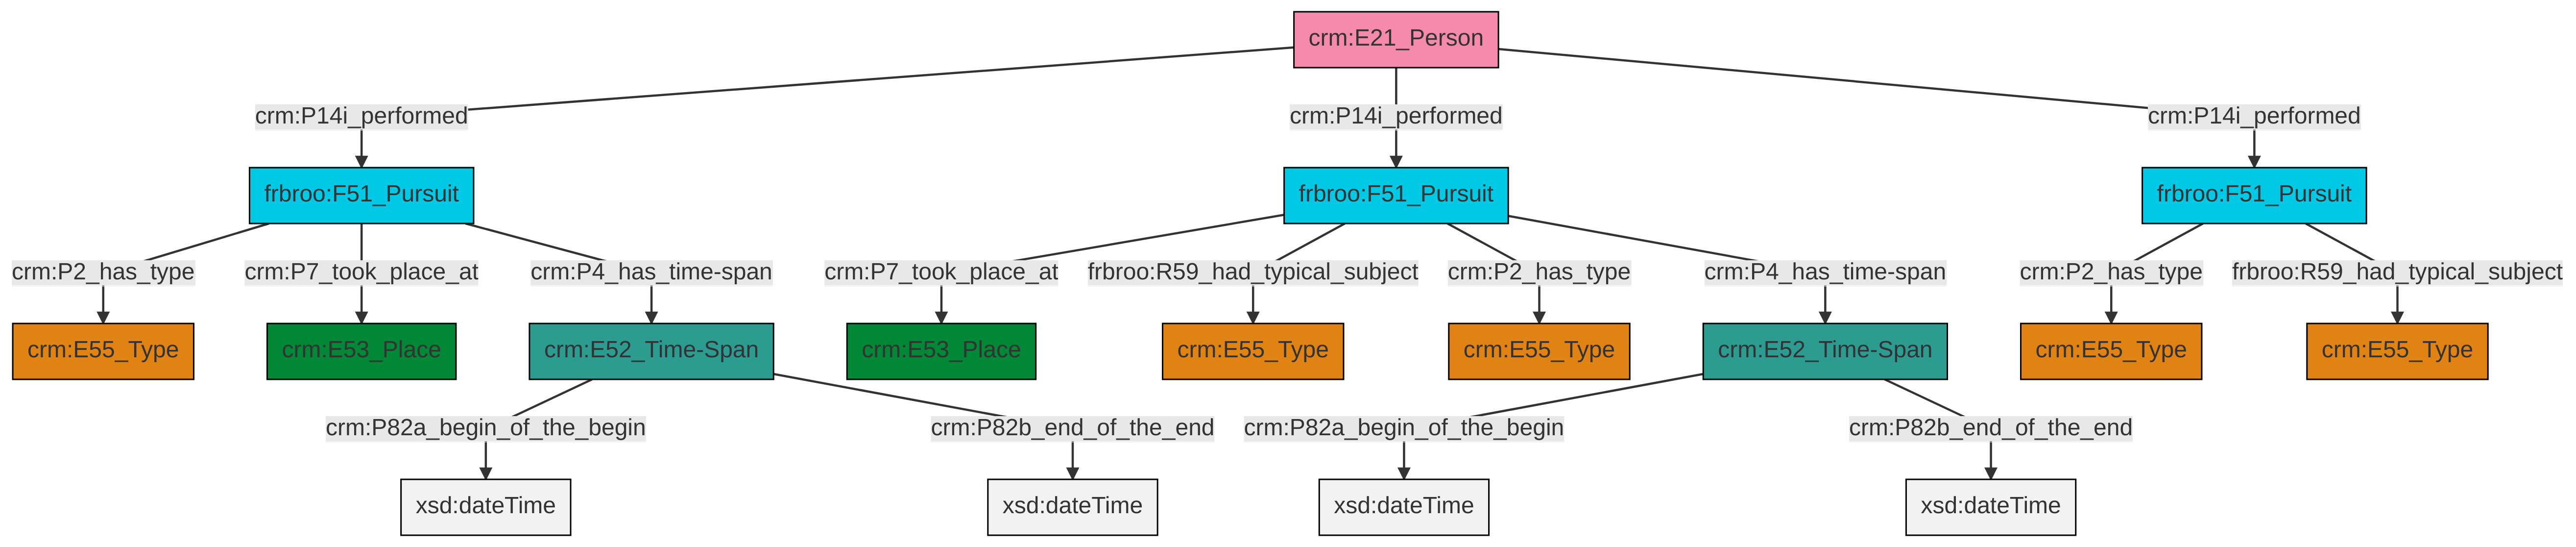 crm:E21_Person
crm:P14i_performed
crm:P14i_performed
crm:P14i_performed
frbroo:F51_Pursuit
frbroo:F51_Pursuit
frbroo:F51_Pursuit
crm:P2_has_type
crm:P7_took_place_at
crm:P4_has_time-span
crm:P7_took_place_at
frbroo:R59_had_typical_subject
crm:P2_has_type
crm:P4_has_time-span
crm:P2_has_type
frbroo:R59_had_typical_subject
crm:E55_Type
crm:E53_Place
crm:E52_Time-Span
crm:E53_Place
crm:E55_Type
crm:E55_Type
crm:E52_Time-Span
crm:E55_Type
crm:E55_Type
crm:P82a_begin_of_the_begin
crm:P82b_end_of_the_end
crm:P82a_begin_of_the_begin
crm:P82b_end_of_the_end
xsd:dateTime
xsd:dateTime
xsd:dateTime
xsd:dateTime